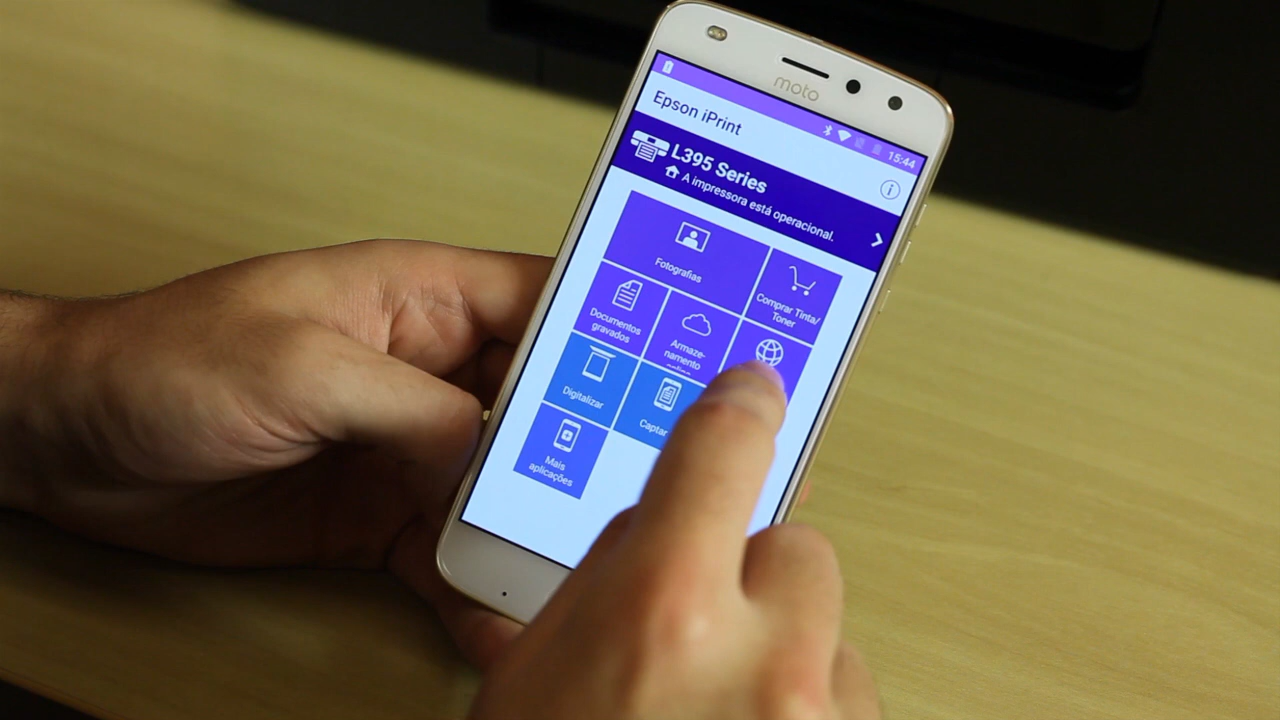 moto
15:44
Epson iPrint
L395 Series
A impressora está operacional.
Fotografias
Comprar Tinta/
Toner
Documentos
gravados
Armaze-
namento
Digitalizar
Captar
Mais
aplicações